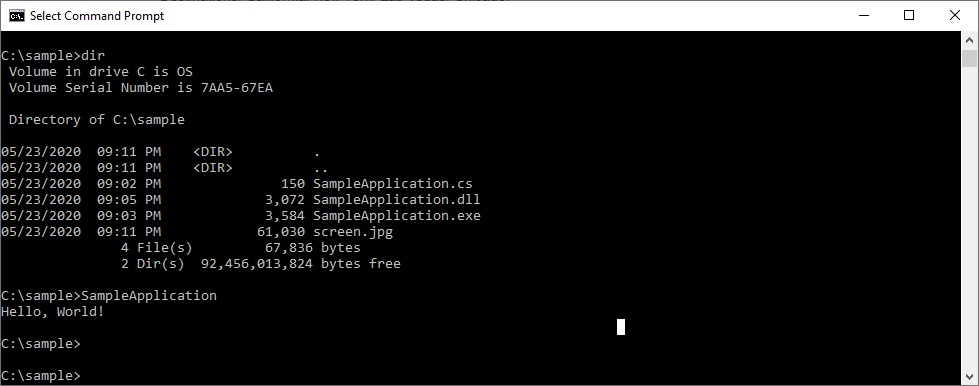 Select Command Prompt
C:\sample>dir
 Volume in drive C is OS
 Volume Serial Number is 7AA5-67EA
 Directory of C:\sample
05/23/2020  09:11 PM    <DIR>          .
05/23/2020  09:11 PM    <DIR>          ..
05/23/2020  09:02 PM               150 SampleApplication.cs
05/23/2020  09:05 PM             3,072 SampleApplication.dll
05/23/2020  09:03 PM             3,584 SampleApplication.exe
05/23/2020  09:11 PM            61,030 screen.jpg
               4 File(s)         67,836 bytes
               2 Dir(s)  92,456,013,824 bytes free
C:\sample>SampleApplication
Hello, World!
C:\sample>
C:\sample>